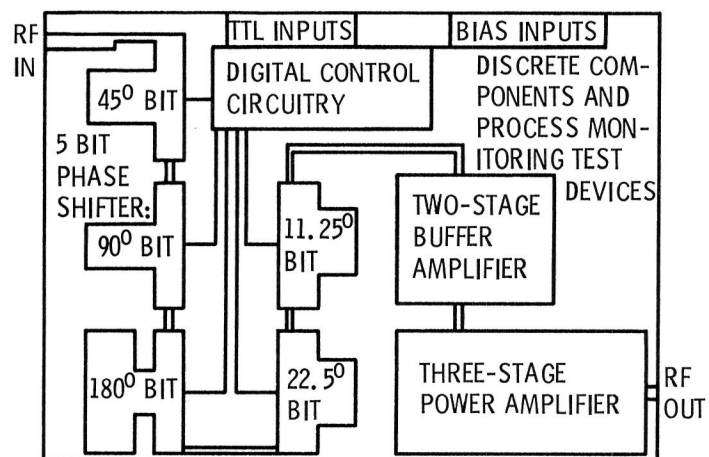 RF
IN
TTL INPUTS
BIAS INPUTS
DIGITAL CONTROL
CIRCUITRY
DISCRETE COM-
PONENTS AND
PROCESS MON-
ITORING TEST
DEVICES
45⁰ BIT
5 BIT
PHASE
SHIFTER:
90⁰ BIT
180⁰ BIT
11.25⁰
BIT
22.5⁰
BIT
TWO-STAGE
BUFFER
AMPLIFIER
THREE-STAGE
POWER AMPLIFIER
RF
OUT